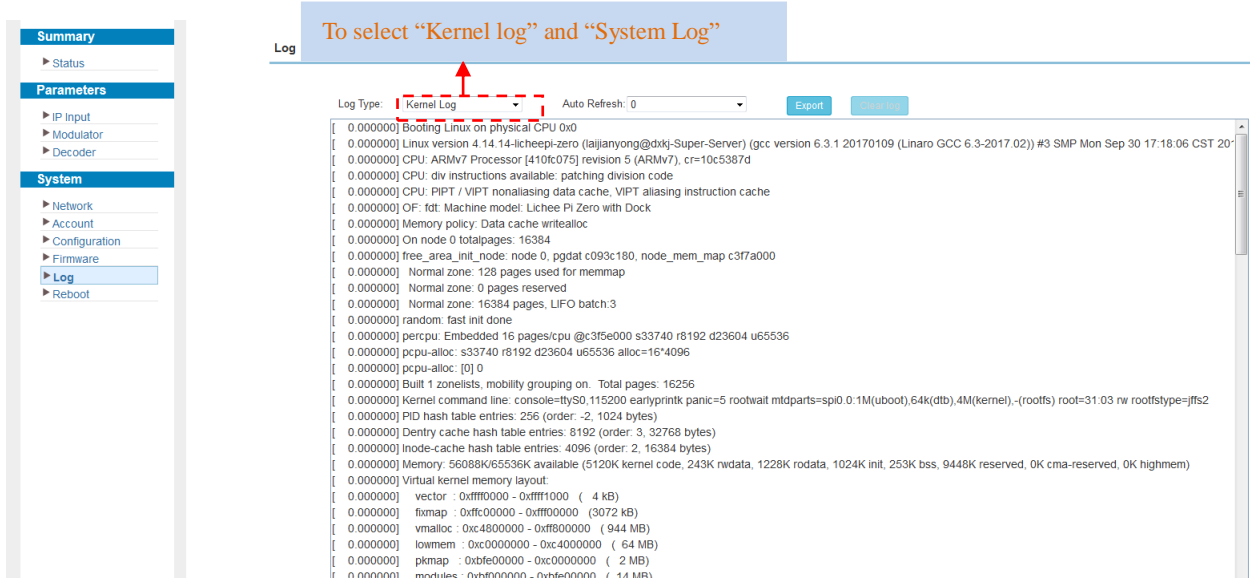 To select “Kernel log” and “System Log”
Summary
Status
Parameters
IP Input
Modulator
Decoder
System
Network
Account
Configuration
Firmware
Log
Reboot
Log
Log Type: Kernel Log Auto Refresh: 0 Export Clear log
[ 0.000000] Booting Linux on physical CPU 0x0
[ 0.000000] Linux version 4.14.14-licheepi-zero (laijianyong@dxkj-Super-Server) (gcc version 6.3.1 20170109 (Linaro GCC 6.3-2017.02)) #3 SMP Mon Sep 30 17:18:06 CST 20
[ 0.000000] CPU: ARMv7 Processor [410fc075] revision 5 (ARMv7), cr=10c5387d
[ 0.000000] CPU: div instructions available: patching division code
[ 0.000000] CPU: PIPT / VIPT nonaliasing data cache, VIPT aliasing instruction cache
[ 0.000000] OF: fdt: Machine model: Lichee Pi Zero with Dock
[ 0.000000] Memory policy: Data cache writealloc
[ 0.000000] On node 0 totalpages: 16384
[ 0.000000] free_area_init_node: node 0, pgdat c093c180, node_mem_map c3f7a000
[ 0.000000] Normal zone: 128 pages used for memmap
[ 0.000000] Normal zone: 0 pages reserved
[ 0.000000] Normal zone: 16384 pages, LIFO batch:3
[ 0.000000] random: fast init done
[ 0.000000] percpu: Embedded 16 pages/cpu @c3f5e000 s33740 r8192 d23604 u65536
[ 0.000000] pcpu-alloc: s33740 r8192 d23604 u65536 alloc=16*4096
[ 0.000000] pcpu-alloc: [0] 0
[ 0.000000] Built 1 zonelists, mobility grouping on. Total pages: 16256
[ 0.000000] Kernel command line: console=ttyS0,115200 earlyprintk panic=5 rootwait mtdparts=spi0.0:1M(uboot),64k(dtb),4M(kernel),-(rootfs) root=31:03 rw rootfstype=jffs2
[ 0.000000] PID hash table entries: 256 (order: -2, 1024 bytes)
[ 0.000000] Dentry cache hash table entries: 8192 (order: 3, 32768 bytes)
[ 0.000000] Inode-cache hash table entries: 4096 (order: 2, 16384 bytes)
[ 0.000000] Memory: 56088K/65536K available (5120K kernel code, 243K rwdata, 1228K rodata, 1024K init, 253K bss, 9448K reserved, 0K cma-reserved, 0K highmem)
[ 0.000000] Virtual kernel memory layout:
[ 0.000000] vector : 0xffff0000 - 0xffff1000 ( 4 kB)
[ 0.000000] fixmap : 0xffc00000 - 0xfff00000 (3072 kB)
[ 0.000000] vmalloc : 0xc4800000 - 0xff800000 ( 944 MB)
[ 0.000000] lowmem : 0xc0000000 - 0xc4000000 ( 64 MB)
[ 0.000000] pkmap : 0xbfe00000 - 0xc0000000 ( 2 MB)
[ 0.000000] modules : 0xbf000000 - 0xbfe00000 ( 14 MB)